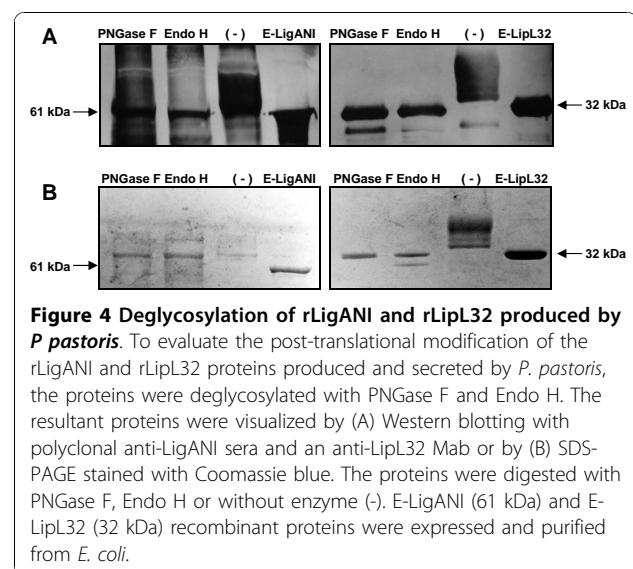 A
PNGase F Endo H (-) E-LigANI PNGase F Endo H (-) E-LipL32
61 kDa 32 kDa
B
PNGase F Endo H (-) E-LigANI PNGase F Endo H (-) E-LipL32
61 kDa 32 kDa
Figure 4 Deglycosylation of rLigANI and rLipL32 produced by
P pastoris. To evaluate the post-translational modification of the
rLigANI and rLipL32 proteins produced and secreted by P. pastoris,
the proteins were deglycosylated with PNGase F and Endo H. The
resultant proteins were visualized by (A) Western blotting with
polyclonal anti-LigANI sera and an anti-LipL32 Mab or by (B) SDS-
PAGE stained with Coomassie blue. The proteins were digested with
PNGase F, Endo H or without enzyme (-). E-LigANI (61 kDa) and E-
LipL32 (32 kDa) recombinant proteins were expressed and purified
from E. coli.